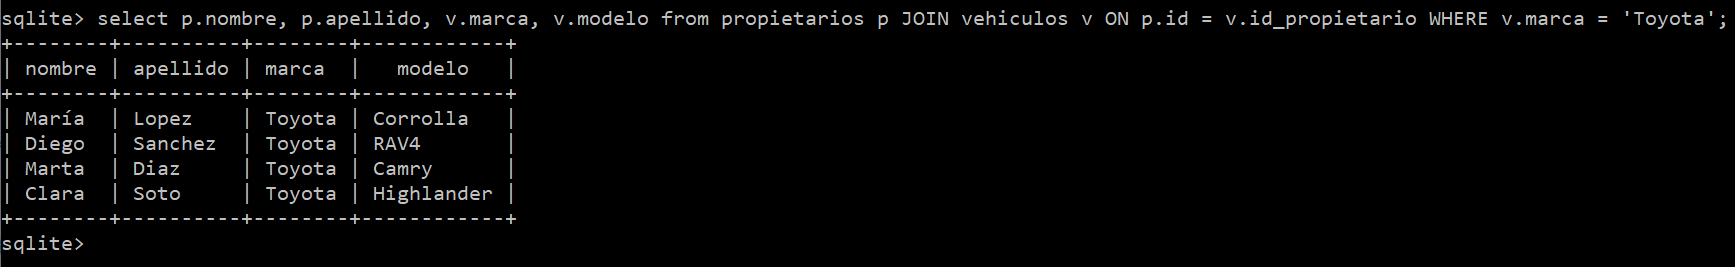 sqlite> select p.nombre, p.apellido, v.marca, v.modelo from propietarios p JOIN vehiculos v ON p.id = v.id_propietario WHERE v.marca = 'Toyota';
+--------+----------+--------+------------+
| nombre | apellido | marca  |   modelo   |
+--------+----------+--------+------------+
| María  | Lopez    | Toyota | Corrolla   |
| Diego  | Sanchez  | Toyota | RAV4       |
| Marta  | Diaz     | Toyota | Camry      |
| Clara  | Soto     | Toyota | Highlander |
+--------+----------+--------+------------+
sqlite>